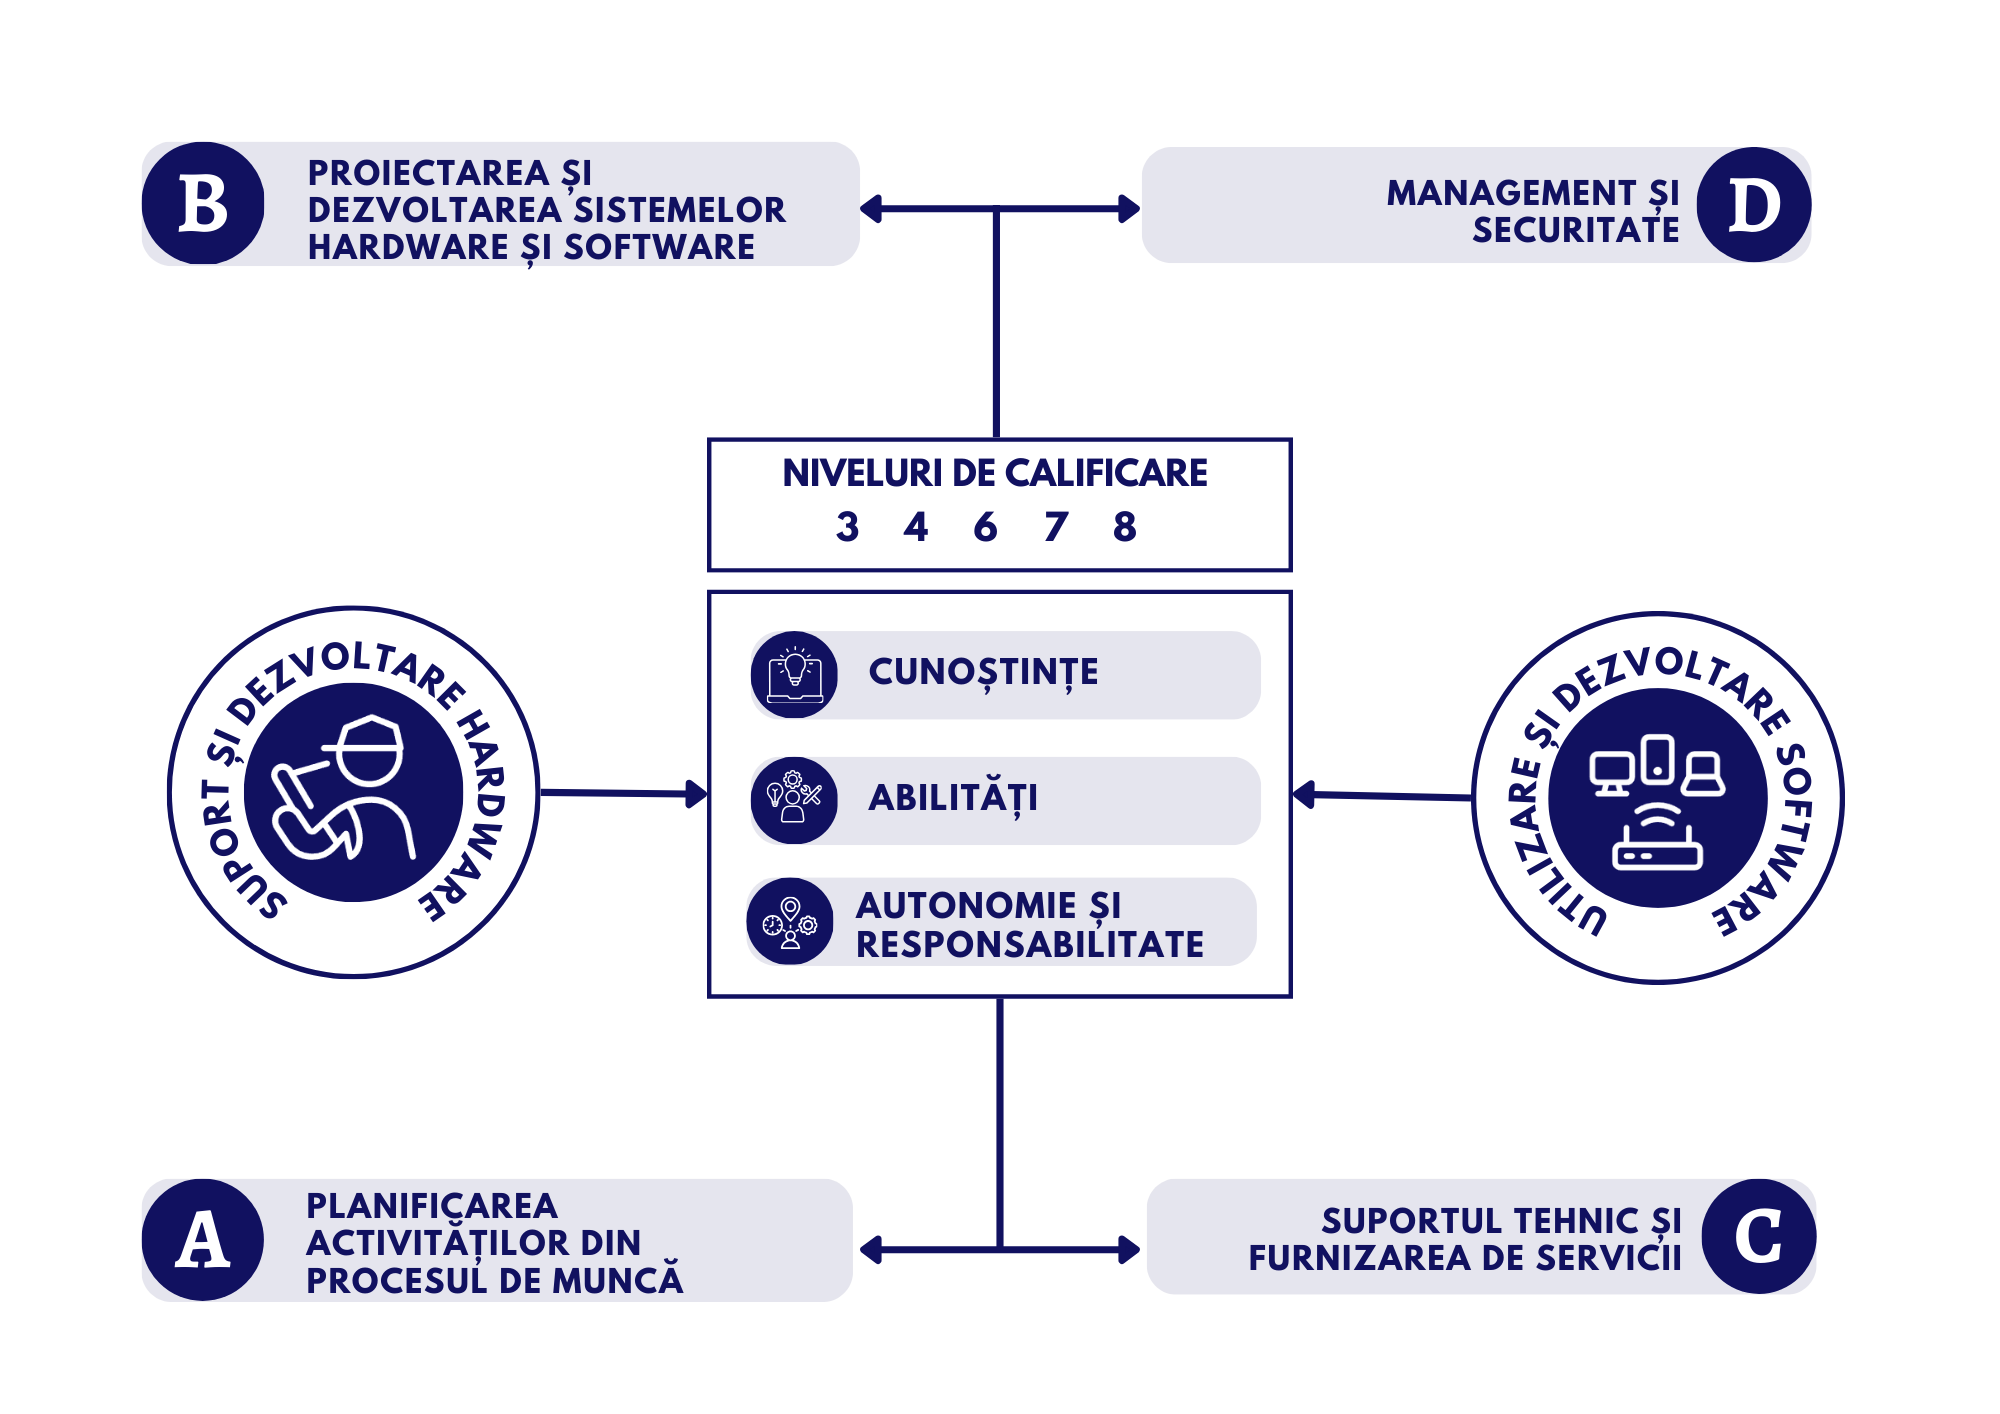 B
PROIECTAREA ȘI
DEZVOLTAREA SISTEMELOR
HARDWARE ȘI SOFTWARE
MANAGEMENT ȘI
SECURITATE
D
NIVELURI DE CALIFICARE
3 4 6 7 8
SUPORT ȘI DEZVOLTARE HARDWARE
CUNOȘTINȚE
ABILITĂȚI
AUTONOMIE ȘI
RESPONSABILITATE
UTILIZARE ȘI DEZVOLTARE SOFTWARE
A
PLANIFICAREA
ACTIVITĂȚILOR DIN
PROCESUL DE MUNCĂ
SUPORTUL TEHNIC ȘI
FURNIZAREA DE SERVICII
C